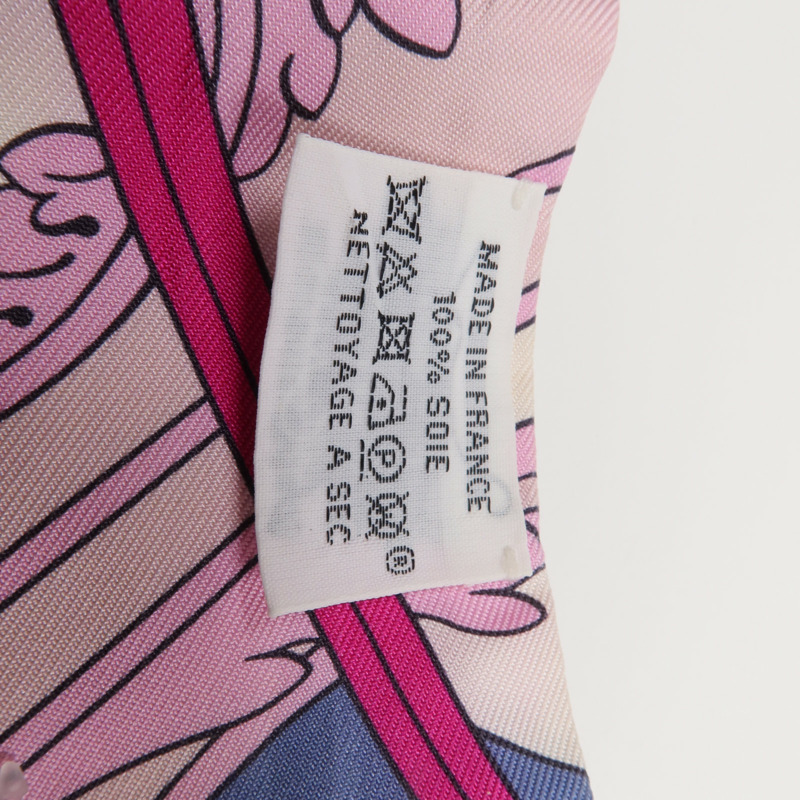 MADE IN FRANCE
100% SOIE
P ®
NETTOYAGE A SEC